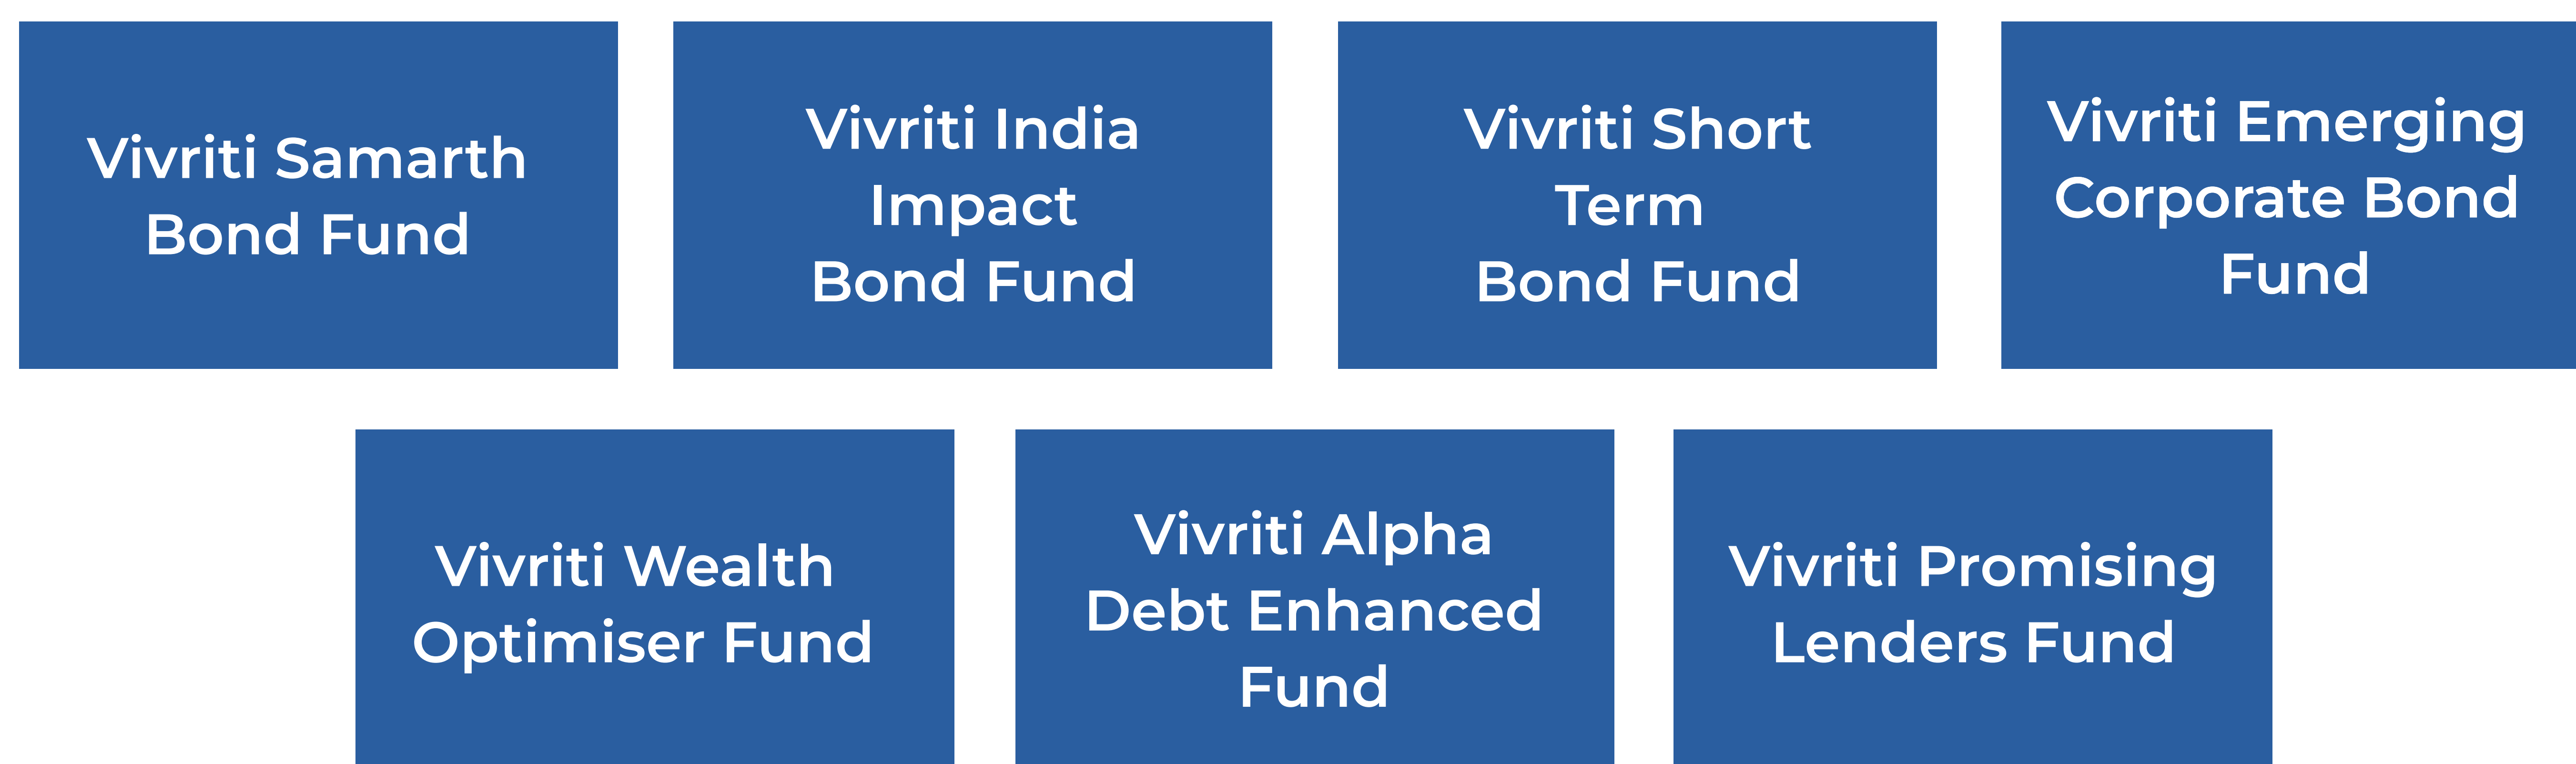 Vivriti Samarth
Bond Fund
Vivriti India
Impact
Bond Fund
Vivriti Short
Term
Bond Fund
Vivriti Emerging
Corporate Bond
Fund
Vivriti Wealth
Optimiser Fund
Vivriti Alpha
Debt Enhanced
Fund
Vivriti Promising
Lenders Fund